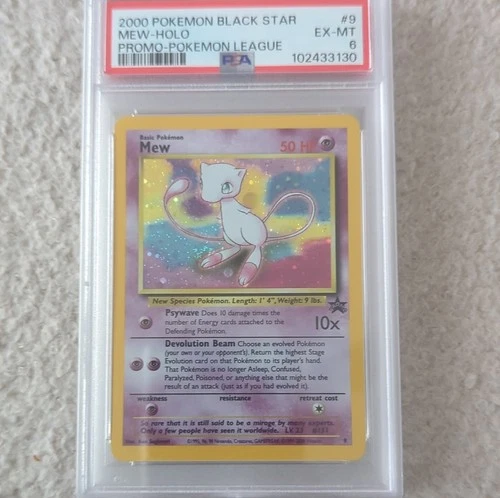 2000 POKEMON BLACK STAR #9
MEW-HOLO EX-MT
PROMO-POKEMON LEAGUE 6
PSA 102433130
Basic Pokémon
Mew 50 HP
New Species Pokémon. Length: 1' 4", Weight: 9 lbs.
Psywave Does 10 damage times the
number of Energy cards attached to the
Defending Pokémon.
10x
Devolution Beam Choose an evolved Pokémon
(your own or your opponent's). Return the highest Stage
Evolution card on that Pokémon to its player's hand.
That Pokémon is no longer Asleep, Confused,
Paralyzed, Poisoned, or anything else that might be
the result of an attack (just as if you had evolved it).
weakness resistance retreat cost
So rare that it is still said to be a mirage by many experts.
Only a few people have seen it worldwide. LV. 23 #151
9